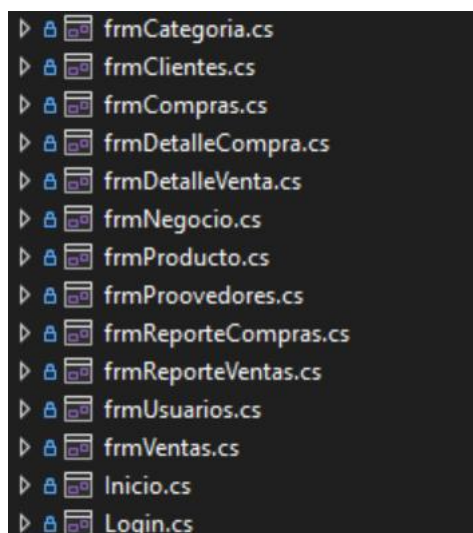 frmCategoria.cs
frmClientes.cs
frmCompras.cs
frmDetalleCompra.cs
frmDetalleVenta.cs
frmNegocio.cs
frmProducto.cs
frmProovedores.cs
frmReporteCompras.cs
frmReporteVentas.cs
frmUsuarios.cs
frmVentas.cs
Inicio.cs
Login.cs